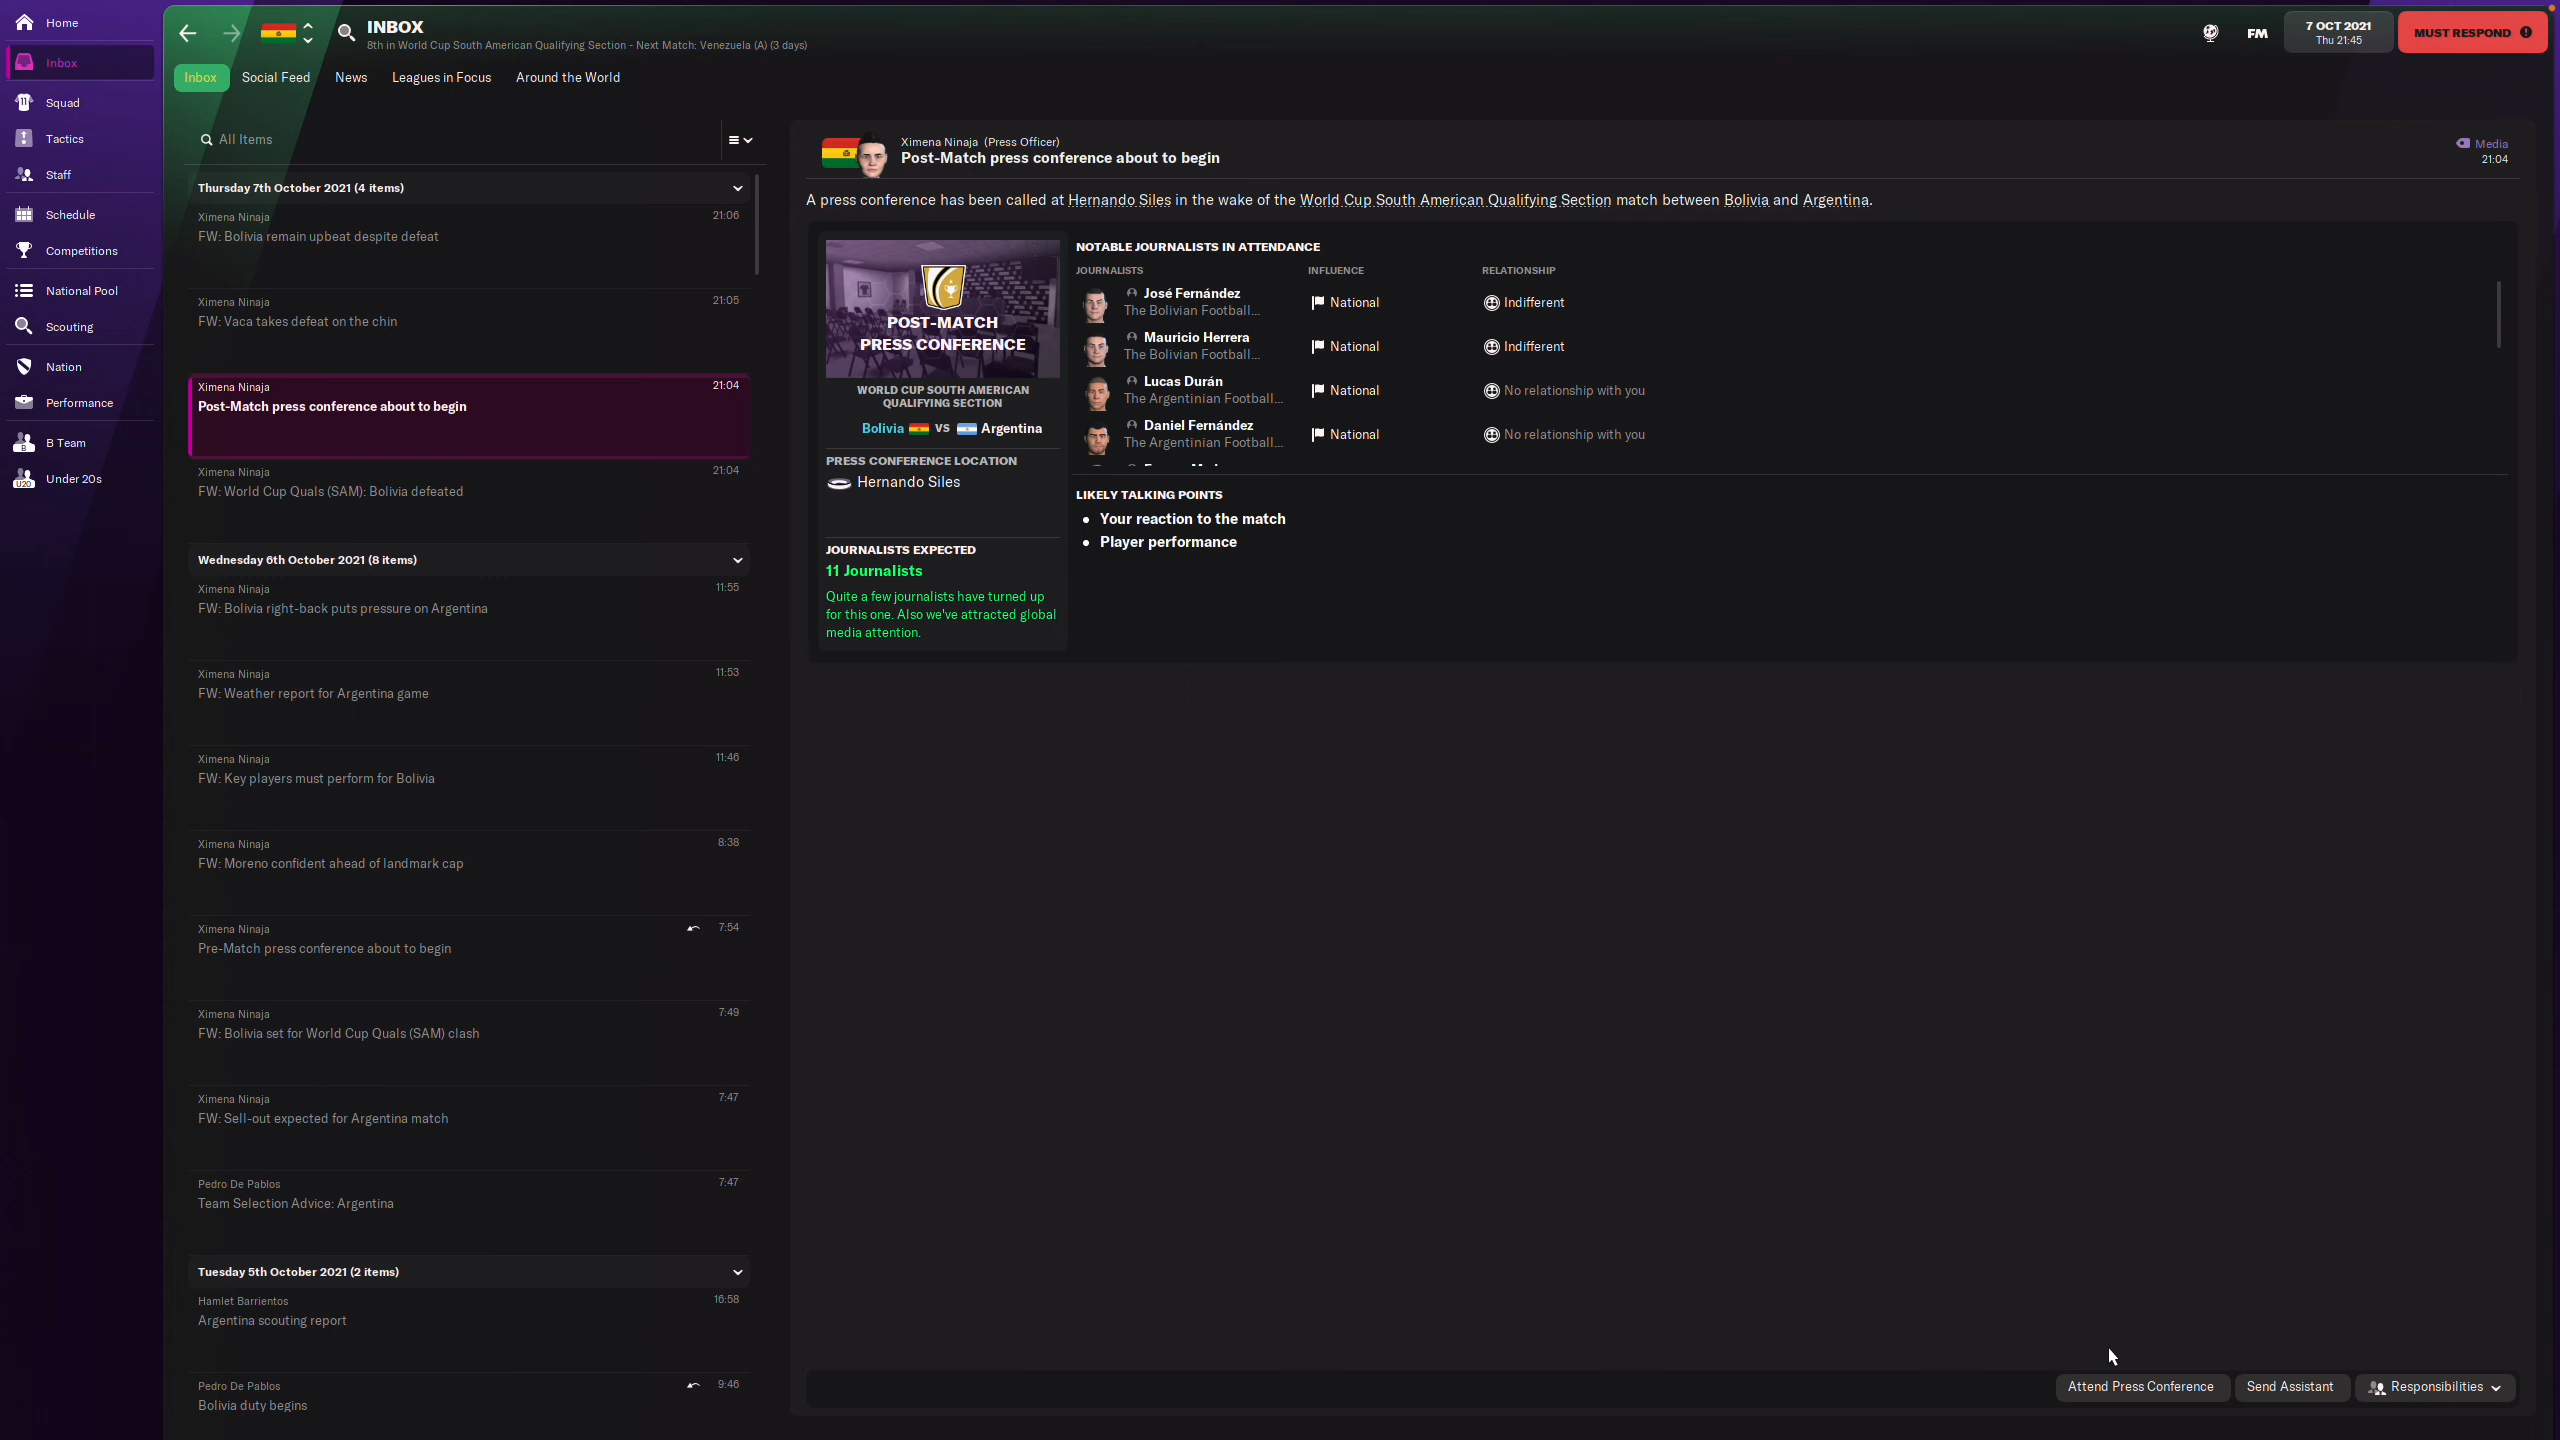 Home
Inbox
Squad
Tactics
Staff
Schedule
Competitions
National Pool
Scouting
Nation
Performance
B Team
Under 20s
INBOX
8th in World Cup South American Qualifying Section - Next Match: Venezuela (A) (3 days)
FM
7 OCT 2021
Thu 21:45
MUST RESPOND
Inbox
Social Feed
News
Leagues in Focus
Around the World
All Items
Thursday 7th October 2021 (4 items)
Ximena Ninaja 21:06
FW: Bolivia remain upbeat despite defeat
Ximena Ninaja 21:05
FW: Vaca takes defeat on the chin
Ximena Ninaja 21:04
Post-Match press conference about to begin
Ximena Ninaja 21:04
FW: World Cup Quals (SAM): Bolivia defeated
Wednesday 6th October 2021 (8 items)
Ximena Ninaja 11:55
FW: Bolivia right-back puts pressure on Argentina
Ximena Ninaja 11:53
FW: Weather report for Argentina game
Ximena Ninaja 11:46
FW: Key players must perform for Bolivia
Ximena Ninaja 8:38
FW: Moreno confident ahead of landmark cap
Ximena Ninaja 7:54
Pre-Match press conference about to begin
Ximena Ninaja 7:49
FW: Bolivia set for World Cup Quals (SAM) clash
Ximena Ninaja 7:47
FW: Sell-out expected for Argentina match
Pedro De Pablos 7:47
Team Selection Advice: Argentina
Tuesday 5th October 2021 (2 items)
Hamlet Barrientos 16:58
Argentina scouting report
Pedro De Pablos 9:46
Bolivia duty begins
Ximena Ninaja (Press Officer)
Post-Match press conference about to begin
Media
21:04
A press conference has been called at Hernando Siles in the wake of the World Cup South American Qualifying Section match between Bolivia and Argentina.
POST-MATCH
PRESS CONFERENCE
WORLD CUP SOUTH AMERICAN
QUALIFYING SECTION
Bolivia VS Argentina
PRESS CONFERENCE LOCATION
Hernando Siles
JOURNALISTS EXPECTED
11 Journalists
Quite a few journalists have turned up
for this one. Also we've attracted global
media attention.
NOTABLE JOURNALISTS IN ATTENDANCE
JOURNALISTS INFLUENCE RELATIONSHIP
José Fernández
The Bolivian Football...
National
Indifferent
Mauricio Herrera
The Bolivian Football...
National
Indifferent
Lucas Durán
The Argentinian Football...
National
No relationship with you
Daniel Fernández
The Argentinian Football...
National
No relationship with you
LIKELY TALKING POINTS
• Your reaction to the match
• Player performance
Attend Press Conference
Send Assistant
Responsibilities